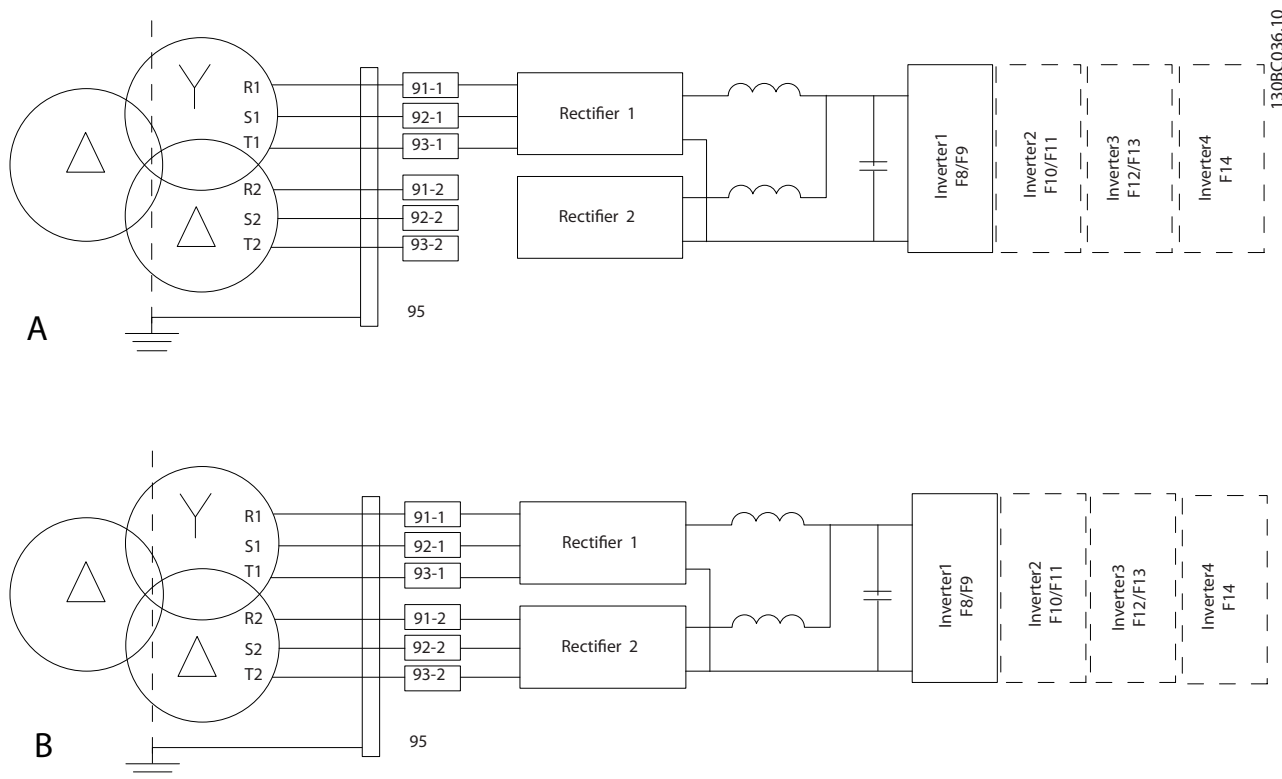 130BC036.10
R1
91-1
S1
92-1
T1
93-1
Rectifier 1
R2
91-2
S2
92-2
T2
93-2
Rectifier 2
Inverter1
F8/F9
Inverter2
F10/F11
Inverter3
F12/F13
Inverter4
F14
95
A
R1
91-1
S1
92-1
T1
93-1
Rectifier 1
R2
91-2
S2
92-2
T2
93-2
Rectifier 2
Inverter1
F8/F9
Inverter2
F10/F11
Inverter3
F12/F13
Inverter4
F14
95
B